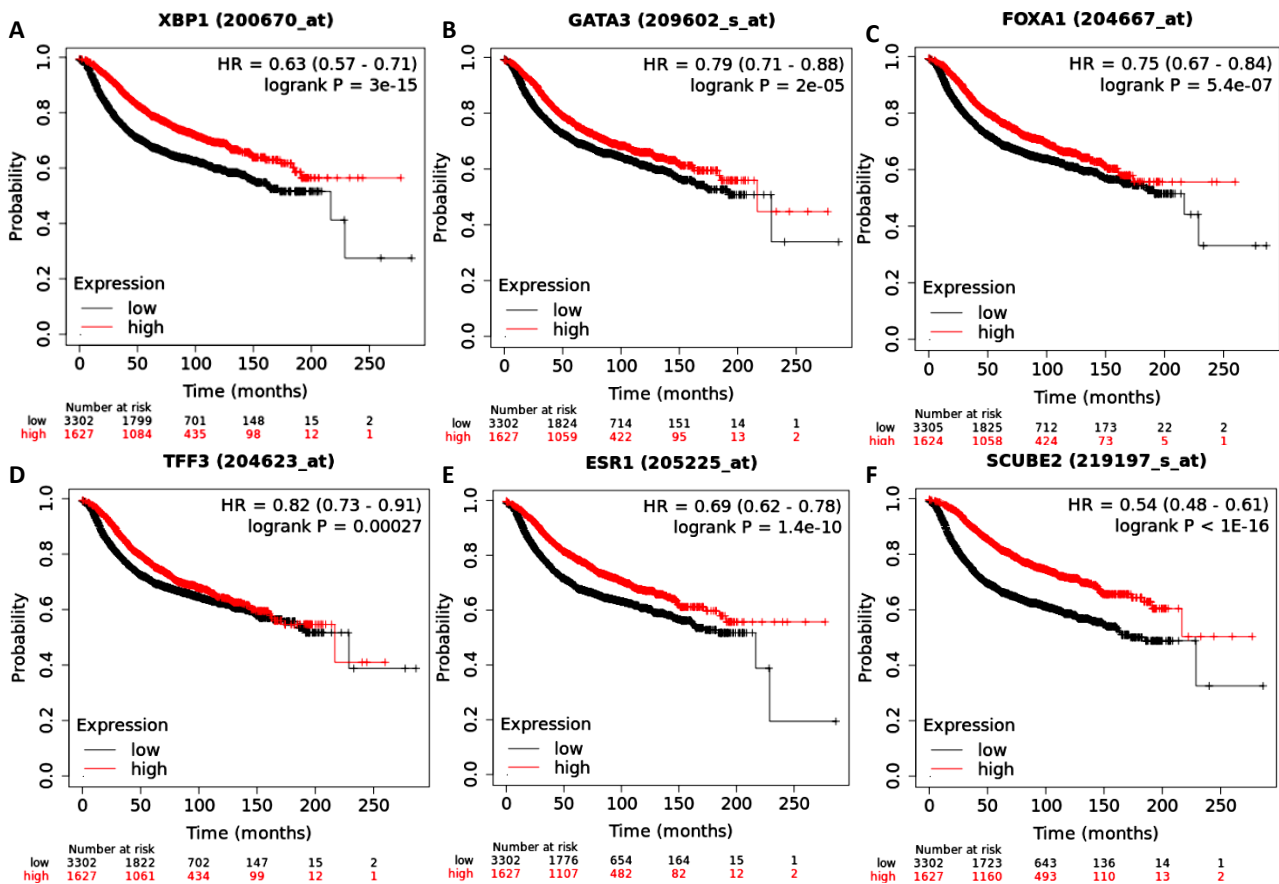 A
XBP1 (200670_at)
HR = 0.63 (0.57 - 0.71)
logrank P = 3e-15
Probability
1.0
0.8
0.6
0.4
0.2
0.0
Expression
low
high
0 50 100 150 200 250
Time (months)
Number at risk
low 3302 1799 701 148 15 2
high 1627 1084 435 98 12 1
B
GATA3 (209602_s_at)
HR = 0.79 (0.71 - 0.88)
logrank P = 2e-05
Probability
1.0
0.8
0.6
0.4
0.2
0.0
Expression
low
high
0 50 100 150 200 250
Time (months)
Number at risk
low 3302 1824 714 151 14 1
high 1627 1059 422 95 13 2
C
FOXA1 (204667_at)
HR = 0.75 (0.67 - 0.84)
logrank P = 5.4e-07
Probability
1.0
0.8
0.6
0.4
0.2
0.0
Expression
low
high
0 50 100 150 200 250
Time (months)
Number at risk
low 3305 1825 712 173 22 2
high 1624 1058 424 73 5 1
D
TFF3 (204623_at)
HR = 0.82 (0.73 - 0.91)
logrank P = 0.00027
Probability
1.0
0.8
0.6
0.4
0.2
0.0
Expression
low
high
0 50 100 150 200 250
Time (months)
Number at risk
low 3302 1822 702 147 15 2
high 1627 1061 434 99 12 1
E
ESR1 (205225_at)
HR = 0.69 (0.62 - 0.78)
logrank P = 1.4e-10
Probability
1.0
0.8
0.6
0.4
0.2
0.0
Expression
low
high
0 50 100 150 200 250
Time (months)
Number at risk
low 3302 1776 654 164 15 1
high 1627 1107 482 82 12 2
F
SCUBE2 (219197_s_at)
HR = 0.54 (0.48 - 0.61)
logrank P < 1E-16
Probability
1.0
0.8
0.6
0.4
0.2
0.0
Expression
low
high
0 50 100 150 200 250
Time (months)
Number at risk
low 3302 1723 643 136 14 1
high 1627 1160 493 110 13 2